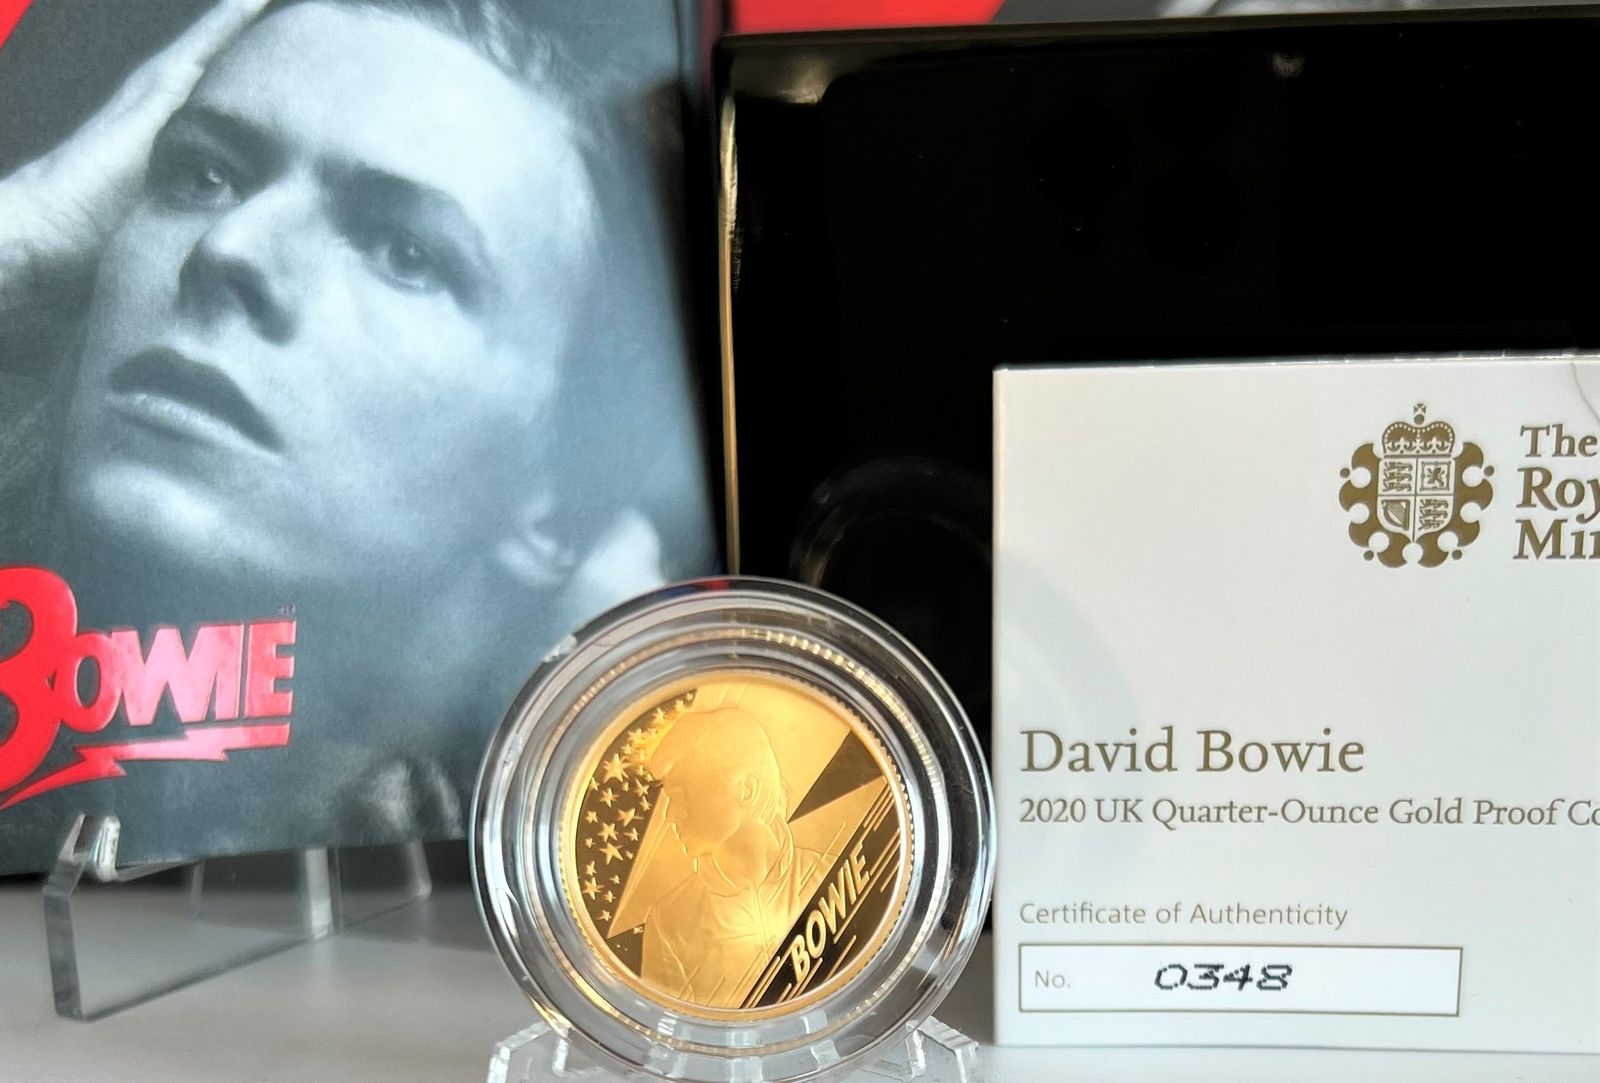 BOWIE
BOWIE
The
Roy
Mi
David Bowie
2020 UK Quarter-Ounce Gold Proof Co
Certificate of Authenticity
No. 0348